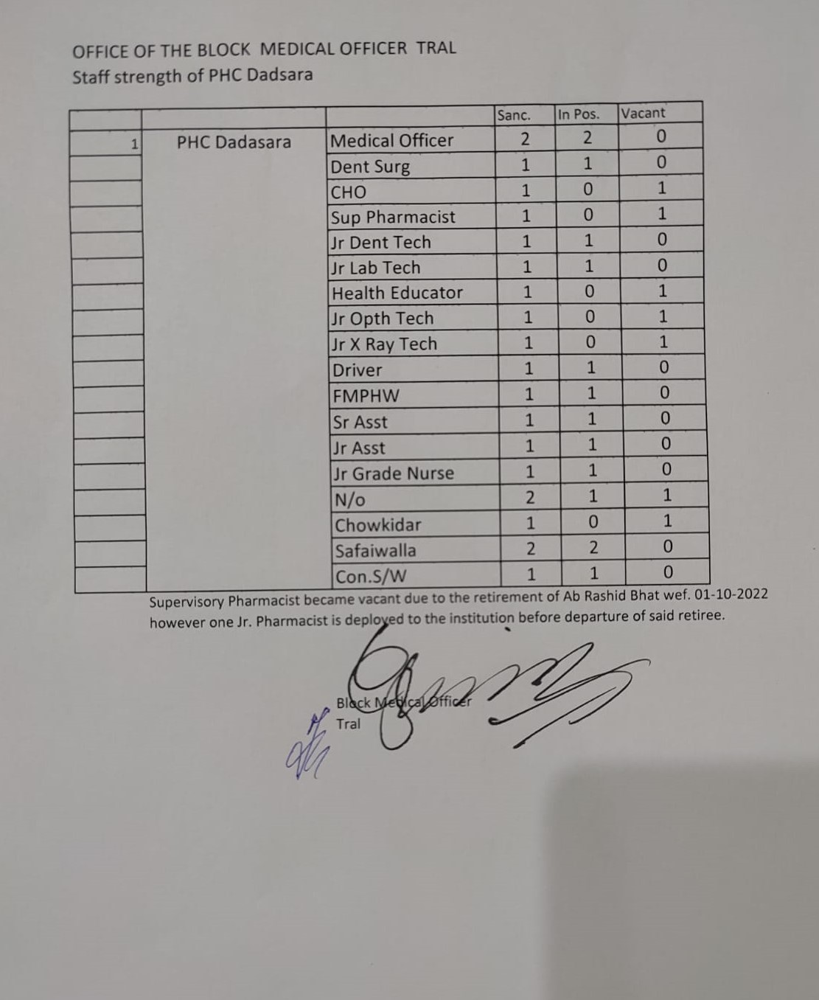 OFFICE OF THE BLOCK MEDICAL OFFICER TRAL
Staff strength of PHC Dadsara
Sanc. In Pos. Vacant
1 PHC Dadasara Medical Officer 2 2 0
Dent Surg 1 1 0
CHO 1 0 1
Sup Pharmacist 1 0 1
Jr Dent Tech 1 1 0
Jr Lab Tech 1 1 0
Health Educator 1 0 1
Jr Opth Tech 1 0 1
Jr X Ray Tech 1 0 1
Driver 1 1 0
FMPHW 1 1 0
Sr Asst 1 1 0
Jr Asst 1 1 0
Jr Grade Nurse 1 1 0
N/o 2 1 1
Chowkidar 1 0 1
Safaiwalla 2 2 0
Con.S/W 1 1 0
Supervisory Pharmacist became vacant due to the retirement of Ab Rashid Bhat wef. 01-10-2022
however one Jr. Pharmacist is deployed to the institution before departure of said retiree.
Block Medical Officer
Tral